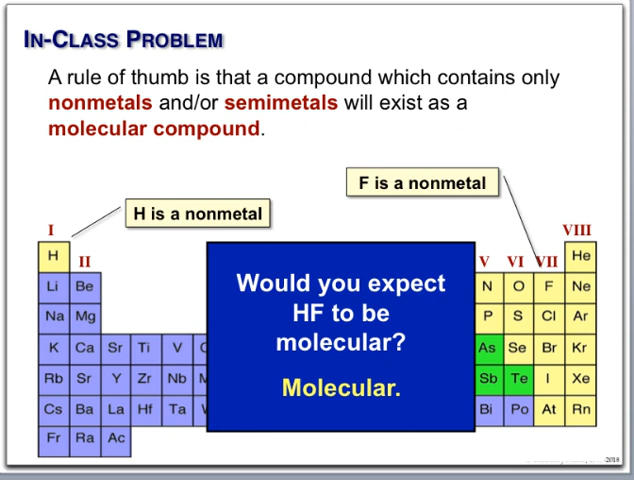 IN-CLASS PROBLEM
A rule of thumb is that a compound which contains only
nonmetals and/or semimetals will exist as a
molecular compound.
F is a nonmetal
H is a nonmetal
I VIII
II V VI VII
H He
Li Be N O F Ne
Na Mg P S Cl Ar
K Ca Sr Ti V As Se Br Kr
Rb Sr Y Zr Nb Sb Te I Xe
Cs Ba La Hf Ta Bi Po At Rn
Fr Ra Ac
Would you expect
HF to be
molecular?
Molecular.
2018